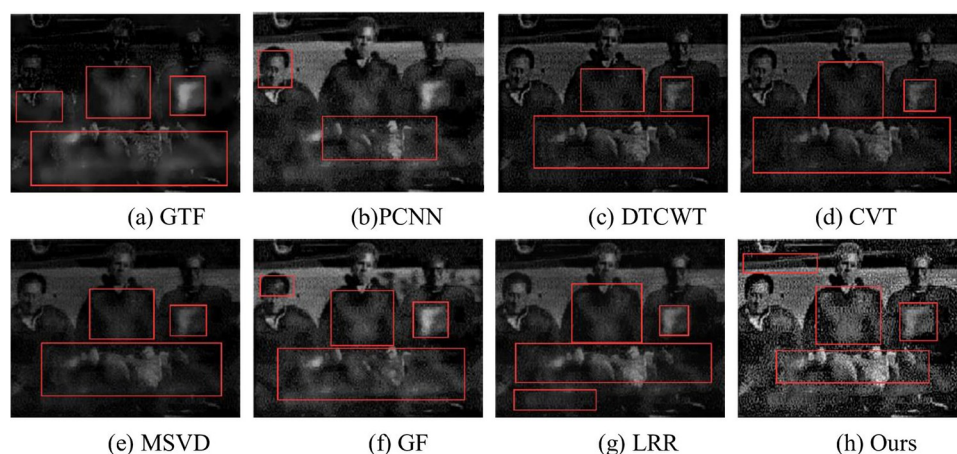 (a) GTF
(b)PCNN
(c) DTCWT
(d) CVT
(e) MSVD
(f) GF
(g) LRR
(h) Ours